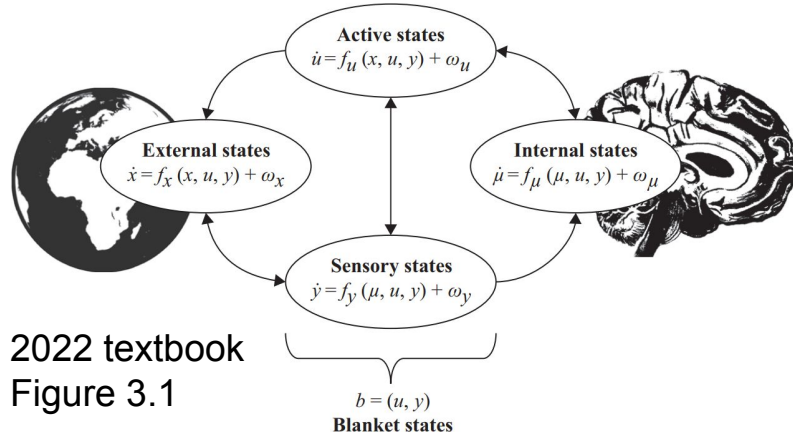 Active states
u̇ = f_u (x, u, y) + ω_u
External states
ẋ = f_x (x, u, y) + ω_x
Internal states
μ̇ = f_μ (μ, u, y) + ω_μ
Sensory states
ẏ = f_y (μ, u, y) + ω_y
2022 textbook
Figure 3.1
b = (u, y)
Blanket states